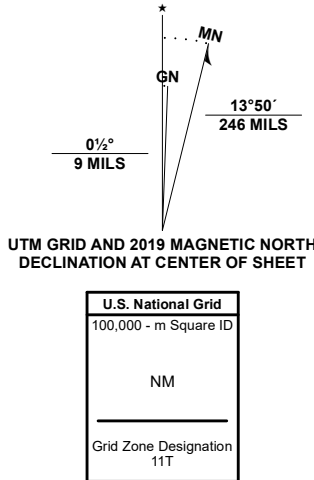 ★
MN
GN
13°50´
246 MILS
0½°
9 MILS
UTM GRID AND 2019 MAGNETIC NORTH
DECLINATION AT CENTER OF SHEET
U.S. National Grid
100,000 - m Square ID
NM
Grid Zone Designation
11T